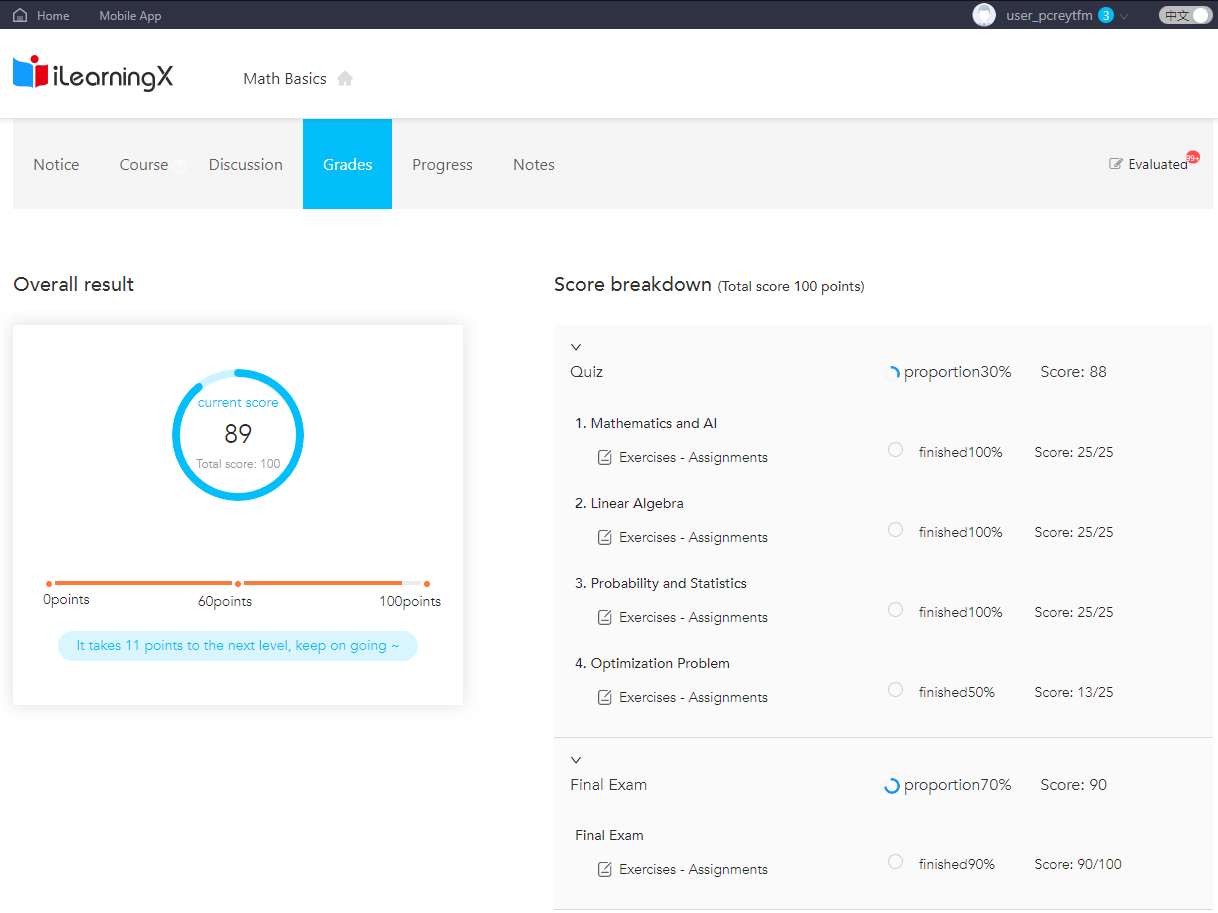 Home Mobile App user_pcreytfm 3 中文
iLearningX Math Basics
Notice Course Discussion Grades Progress Notes Evaluated 99+
Overall result
current score
89
Total score: 100
0points 60points 100points
It takes 11 points to the next level, keep on going ~
Score breakdown (Total score 100 points)
Quiz proportion30% Score: 88
1. Mathematics and AI
Exercises - Assignments finished100% Score: 25/25
2. Linear Algebra
Exercises - Assignments finished100% Score: 25/25
3. Probability and Statistics
Exercises - Assignments finished100% Score: 25/25
4. Optimization Problem
Exercises - Assignments finished50% Score: 13/25
Final Exam proportion70% Score: 90
Final Exam
Exercises - Assignments finished90% Score: 90/100